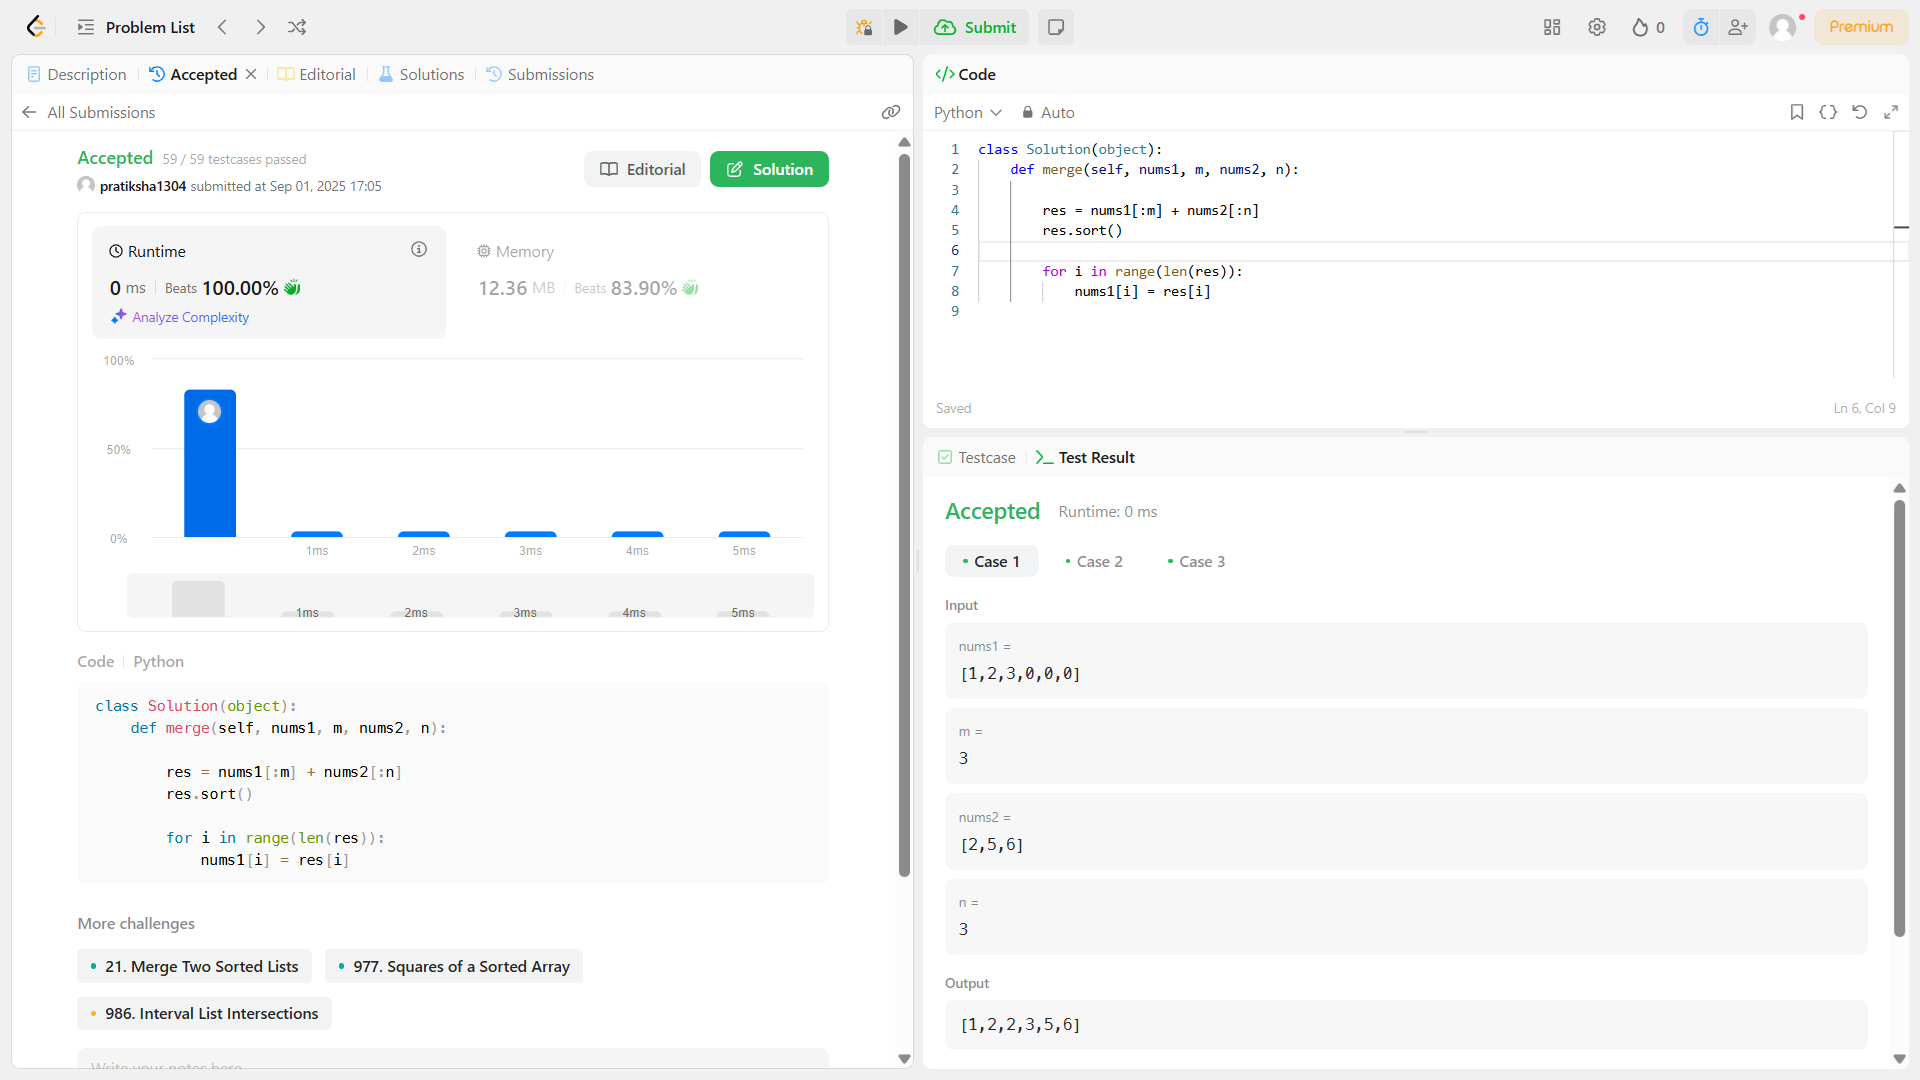 Problem List
Submit
0
Premium
Description
Accepted
Editorial
Solutions
Submissions
All Submissions
Accepted 59 / 59 testcases passed
pratiksha1304 submitted at Sep 01, 2025 17:05
Editorial
Solution
Runtime
0 ms Beats 100.00%
Analyze Complexity
Memory
12.36 MB Beats 83.90%
100%
50%
0%
1ms 2ms 3ms 4ms 5ms
1ms 2ms 3ms 4ms 5ms
Code Python
class Solution(object):
def merge(self, nums1, m, nums2, n):
res = nums1[:m] + nums2[:n]
res.sort()
for i in range(len(res)):
nums1[i] = res[i]
More challenges
21. Merge Two Sorted Lists
977. Squares of a Sorted Array
986. Interval List Intersections
Write your notes here
Code
Python
Auto
1 class Solution(object):
2 def merge(self, nums1, m, nums2, n):
3
4 res = nums1[:m] + nums2[:n]
5 res.sort()
6
7 for i in range(len(res)):
8 nums1[i] = res[i]
9
Saved
Ln 6, Col 9
Testcase
Test Result
Accepted Runtime: 0 ms
Case 1
Case 2
Case 3
Input
nums1 =
[1,2,3,0,0,0]
m =
3
nums2 =
[2,5,6]
n =
3
Output
[1,2,2,3,5,6]